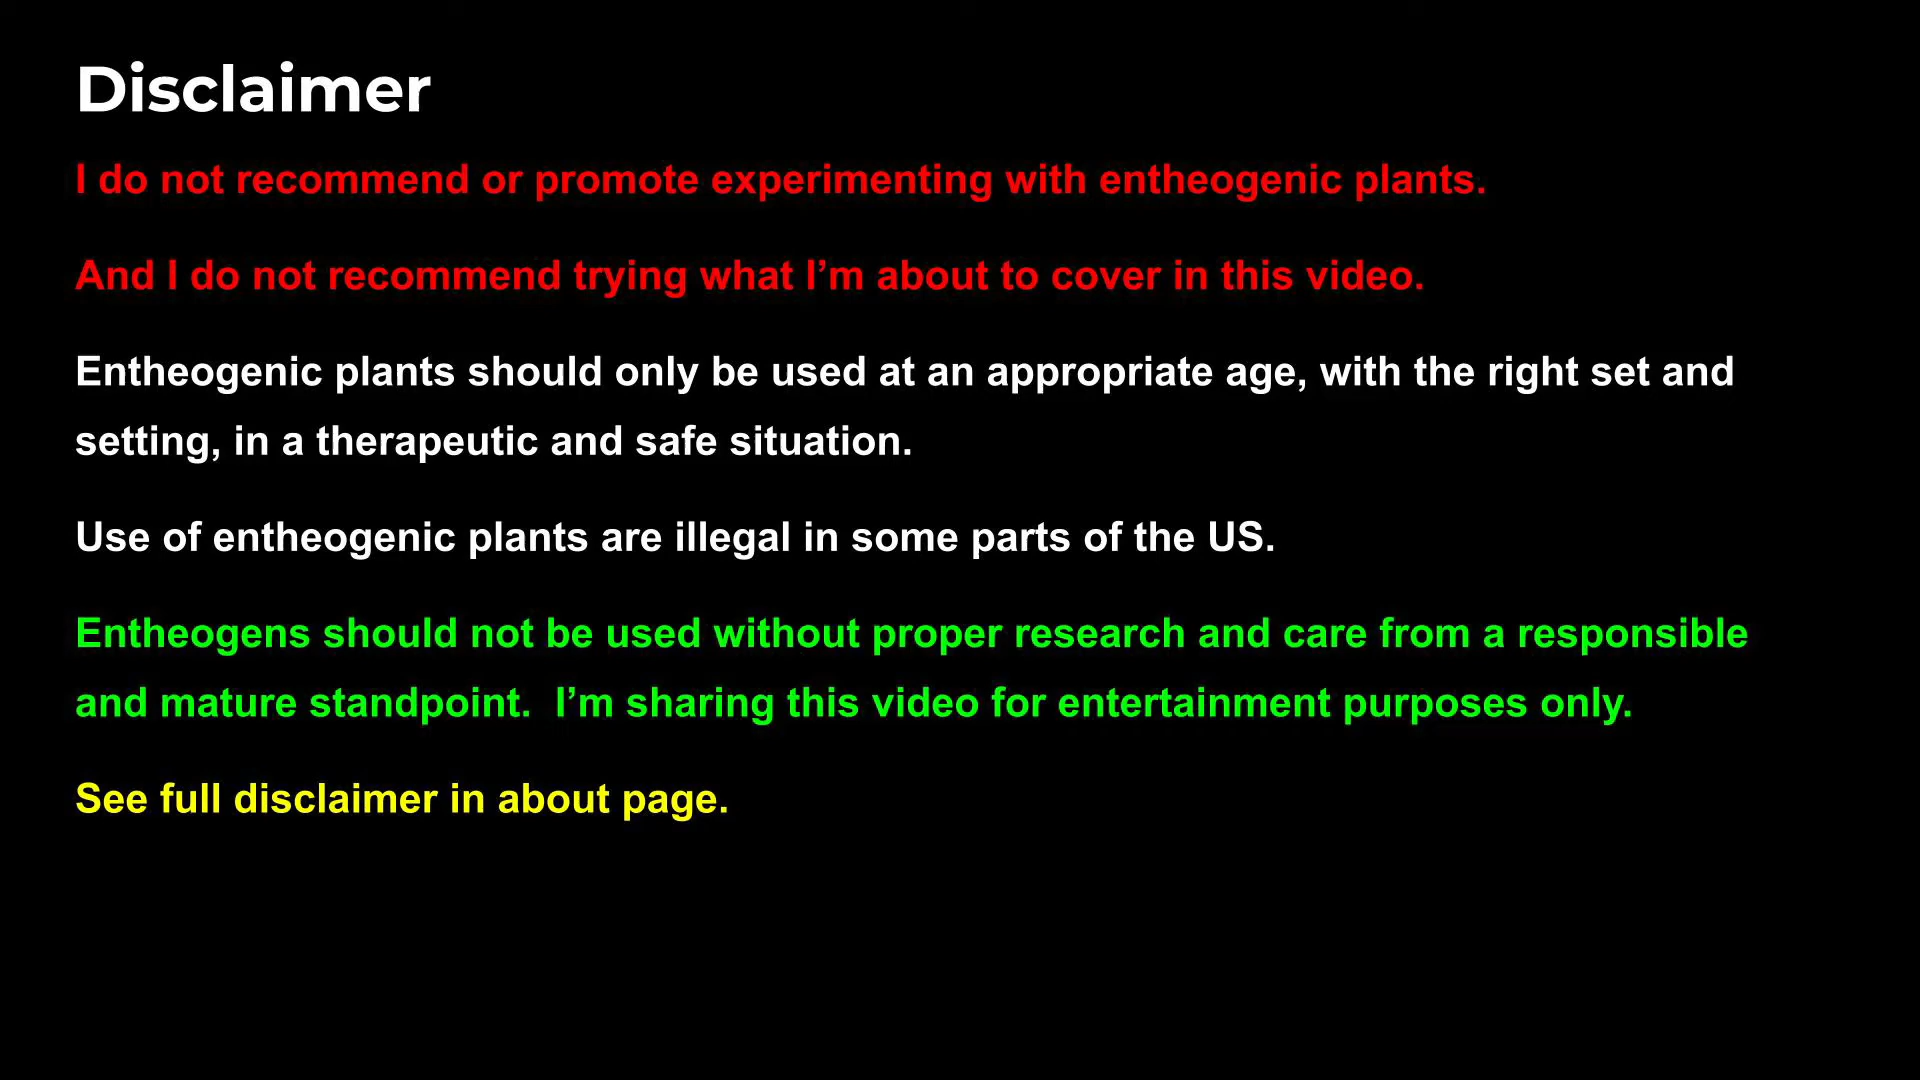 Disclaimer
I do not recommend or promote experimenting with entheogenic plants.
And I do not recommend trying what I’m about to cover in this video.
Entheogenic plants should only be used at an appropriate age, with the right set and
setting, in a therapeutic and safe situation.
Use of entheogenic plants are illegal in some parts of the US.
Entheogens should not be used without proper research and care from a responsible
and mature standpoint.  I’m sharing this video for entertainment purposes only.
See full disclaimer in about page.